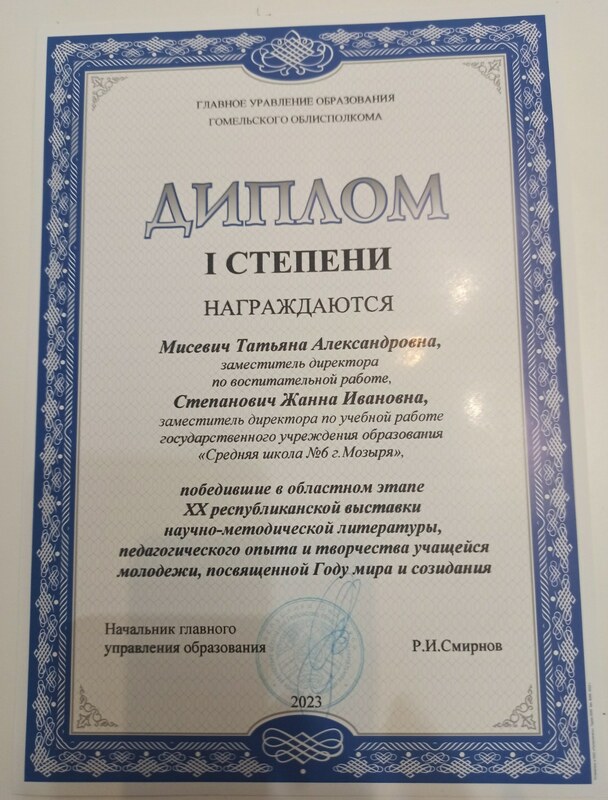 ГЛАВНОЕ УРАВЛЕНИЕ ОБРАЗОВАНИЯ
ГОМЕЛЬСКОГО ОБЛИСПОЛКОМА
ДИПЛОМ
I СТЕПЕНИ
НАГРАЖДАЮТСЯ
Мисевич Татьяна Александровна,
заместитель директора
по воспитательной работе,
Степанович Жанна Ивановна,
заместитель директора по учебной работе
государственного учреждения образования
«Средняя школа №6 г.Мозыря»,
победившие в областном этапе
XX республиканской выставки
научно-методической литературы,
педагогического опыта и творчества учащейся
молодежи, посвященной Году мира и созидания
Начальник главного
управления образования Р.И.Смирнов
2023